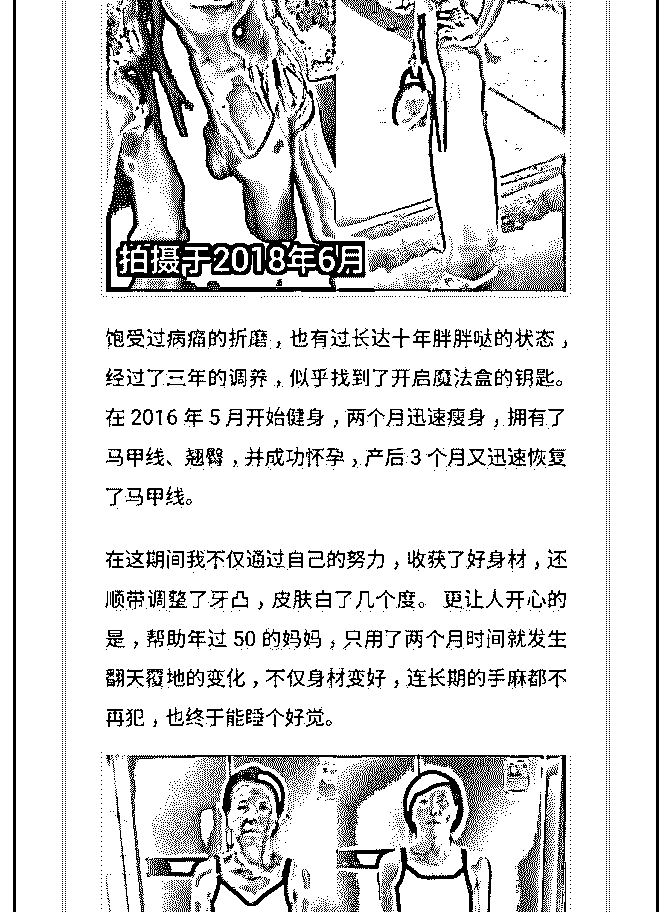 拍摄于2018年6月
饱受过病痛的折磨，也有过长达十年胖胖哒的状态，
经过了三年的调养，似乎找到了开启魔法盒的钥匙。
在 2016 年 5 月开始健身，两个月迅速瘦身，拥有了
马甲线、翘臀，并成功怀孕，产后 3 个月又迅速恢复
了马甲线。
在这期间我不仅通过自己的努力，收获了好身材，还
顺带调整了牙凸，皮肤白了几个度。 更让人开心的
是，帮助年过 50 的妈妈，只用了两个月时间就发生
翻天覆地的变化，不仅身材变好，连长期的手麻都不
再犯，也终于能睡个好觉。